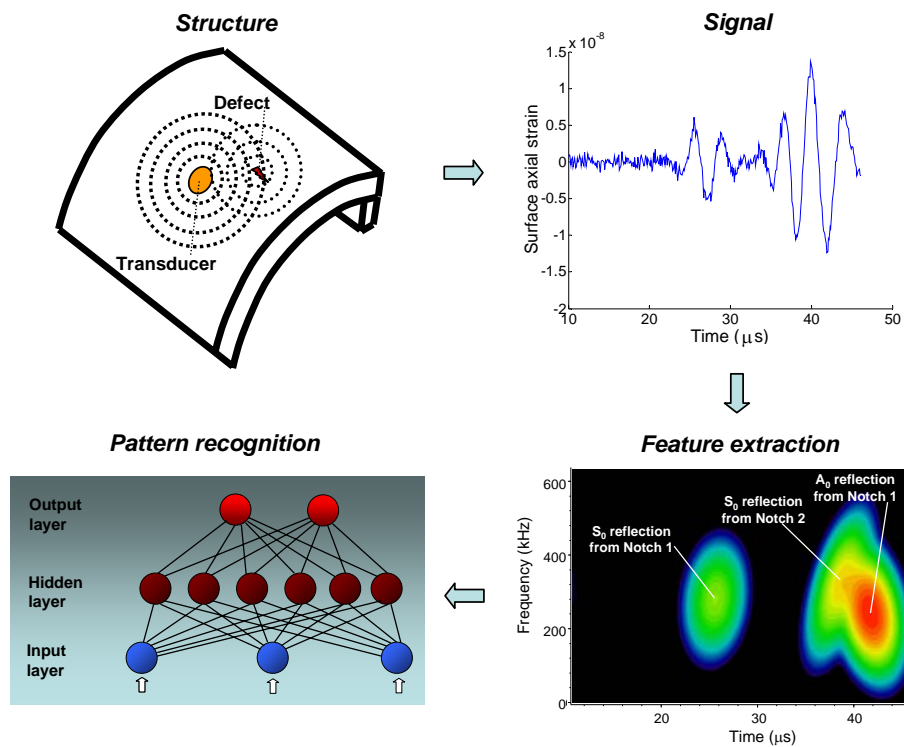 Structure
Defect
Transducer
Signal
1.5 x 10-8
1
0.5
0
-0.5
-1
-1.5
-2
10 20 30 40 50
Surface axial strain
Time (μs)
Pattern recognition
Output
layer
Hidden
layer
Input
layer
Feature extraction
600
400
200
0
Frequency (kHz)
S0 reflection
from Notch 1
S0 reflection
from Notch 2
A0 reflection
from Notch 1
20 30 40
Time (μs)